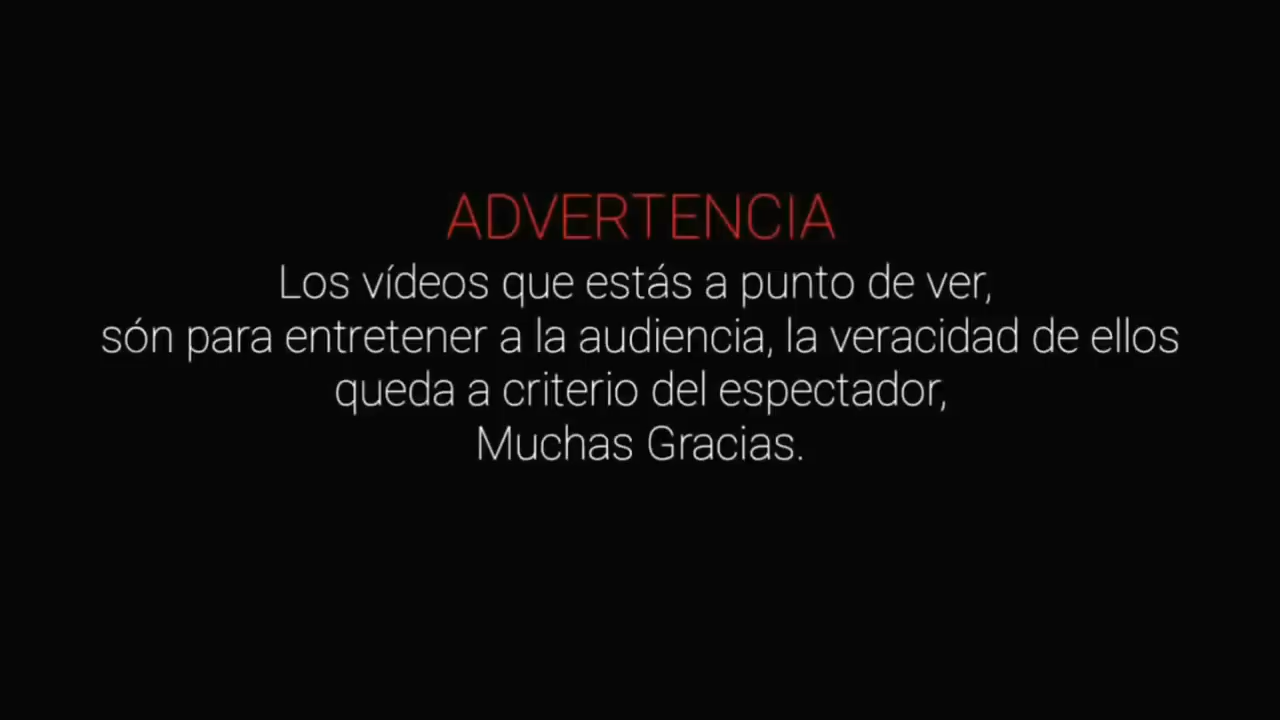 ADVERTENCIA
Los vídeos que estás a punto de ver,
són para entretener a la audiencia, la veracidad de ellos
queda a criterio del espectador,
Muchas Gracias.